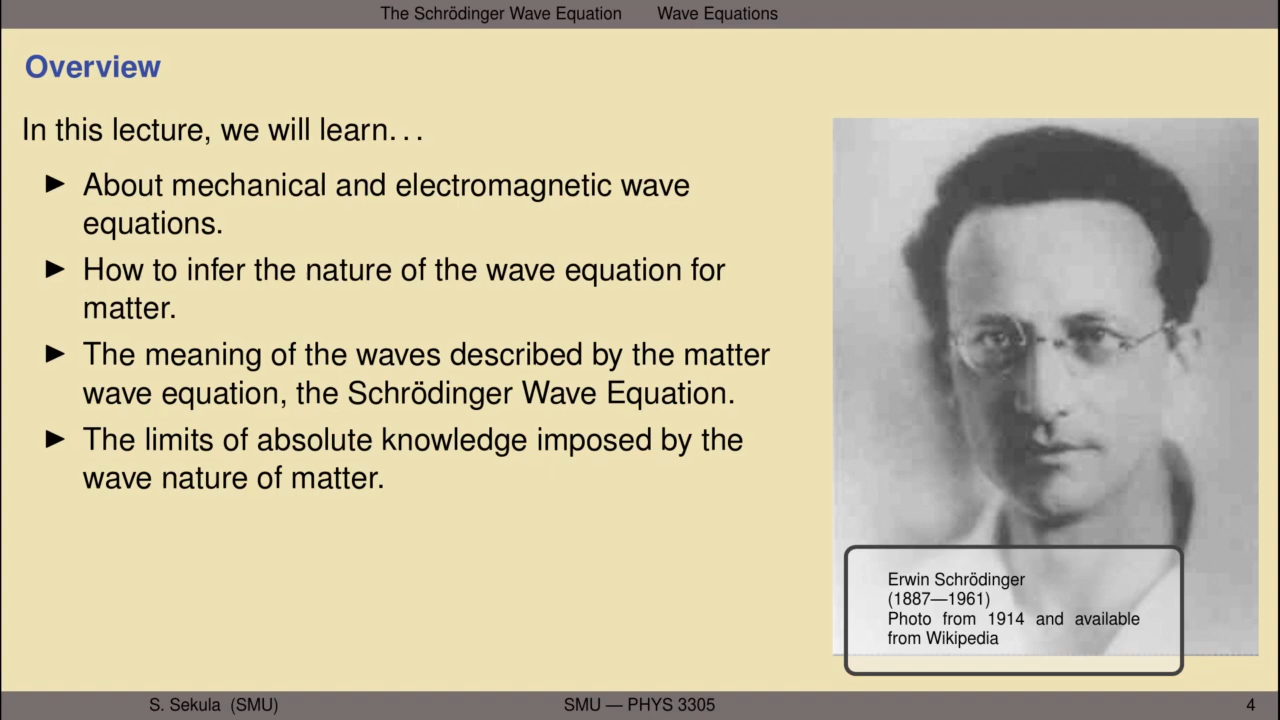 The Schrödinger Wave Equation Wave Equations
Overview
In this lecture, we will learn. . .
► About mechanical and electromagnetic wave
equations.
► How to infer the nature of the wave equation for
matter.
► The meaning of the waves described by the matter
wave equation, the Schrödinger Wave Equation.
► The limits of absolute knowledge imposed by the
wave nature of matter.
Erwin Schrödinger
(1887—1961)
Photo from 1914 and available
from Wikipedia
S. Sekula (SMU) SMU — PHYS 3305 4